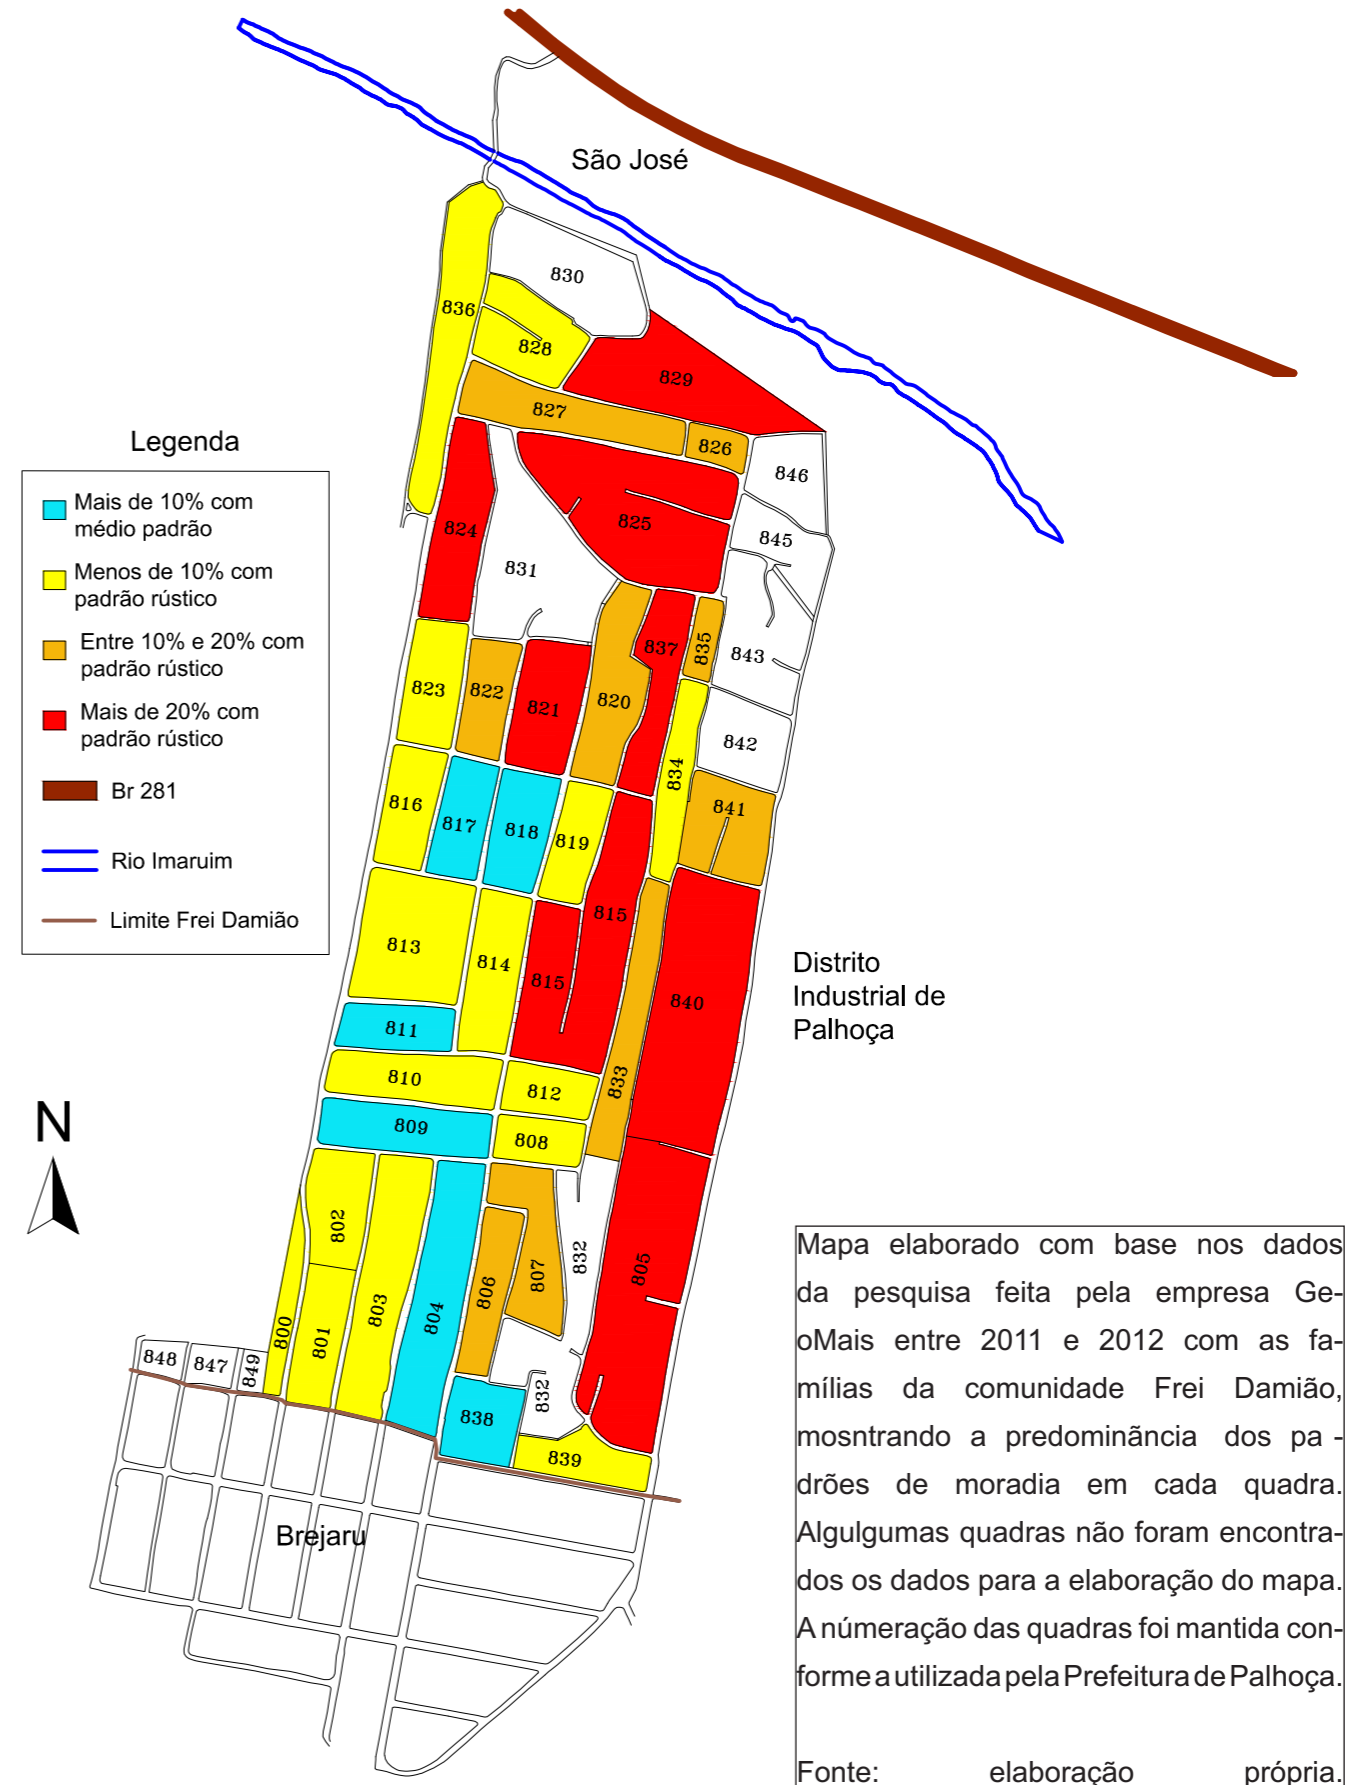 São José
830
836
828
829
827
826
846
825
824
845
831
837
835
843
823
822
821
820
842
834
841
816
817
818
819
815
813
814
815
840
811
810
812
833
809
808
802
832
807
806
805
800
801
803
804
848
847
849
832
838
839
Brejaru
Legenda
Mais de 10% com
médio padrão
Menos de 10% com
padrão rústico
Entre 10% e 20% com
padrão rústico
Mais de 20% com
padrão rústico
Br 281
Rio Imaruim
Limite Frei Damião
Distrito
Industrial de
Palhoça
N
Mapa elaborado com base nos dados
da pesquisa feita pela empresa Ge-
oMais entre 2011 e 2012 com as fa-
mílias da comunidade Frei Damião,
mosntrando a predominãncia dos pa -
drões de moradia em cada quadra.
Algulgumas quadras não foram encontra-
dos os dados para a elaboração do mapa.
A númeração das quadras foi mantida con-
forme a utilizada pela Prefeitura de Palhoça.
Fonte: elaboração própria.